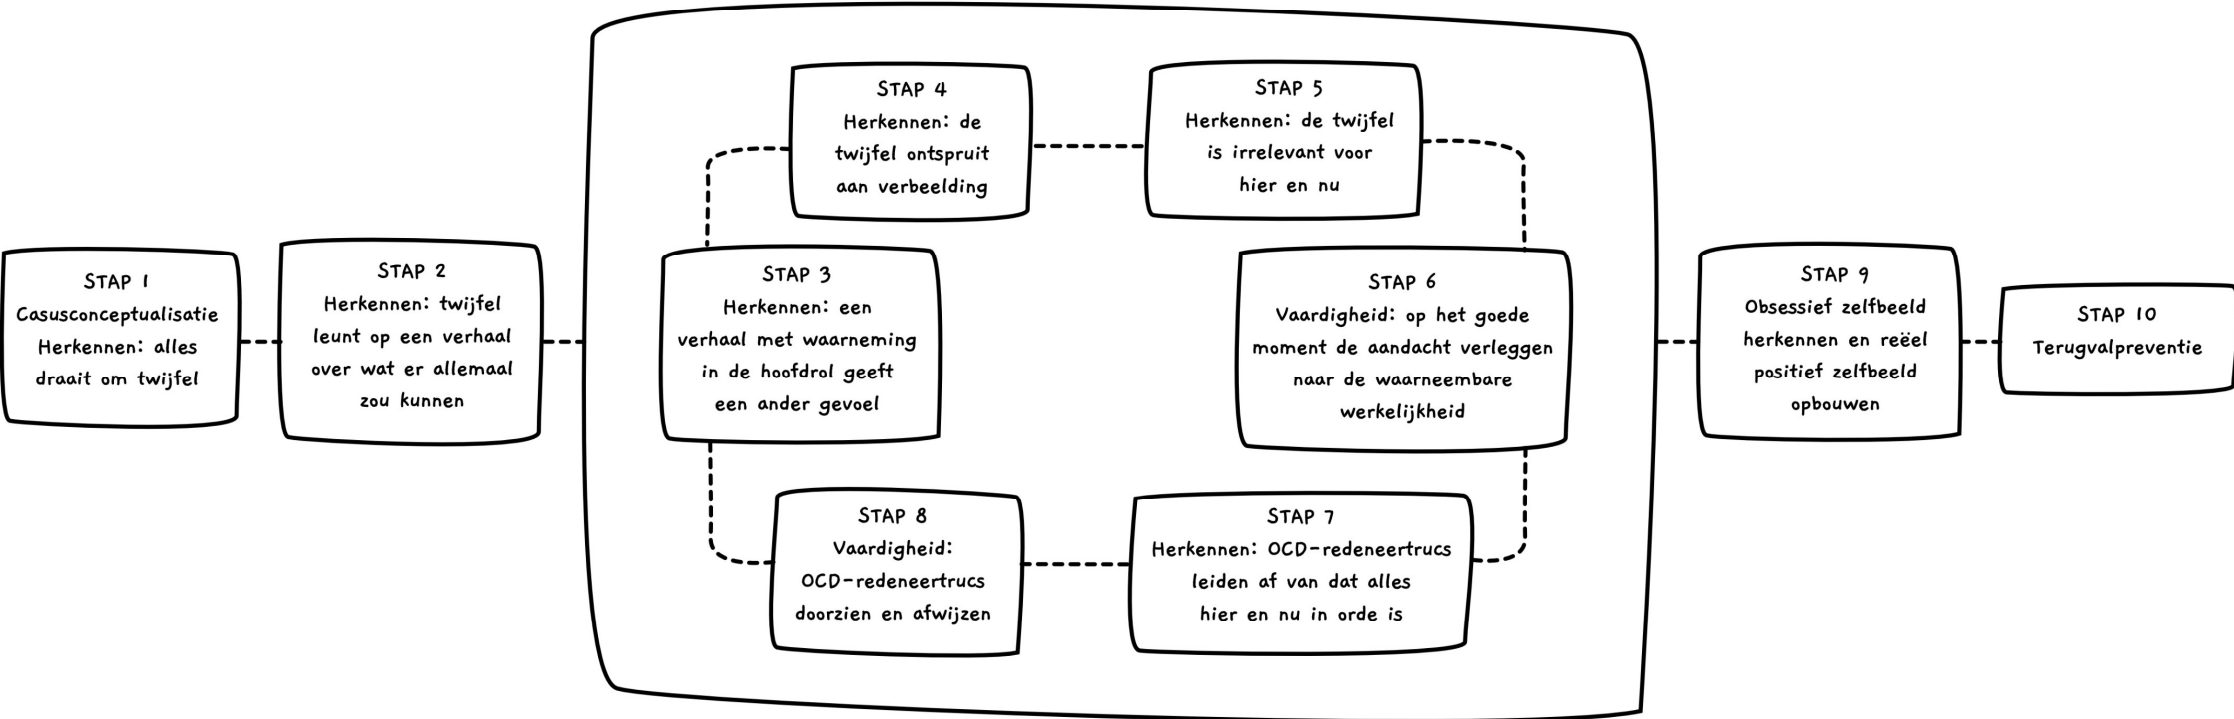 STAP 1
Casusconceptualisatie
Herkennen: alles
draait om twijfel
STAP 2
Herkennen: twijfel
leunt op een verhaal
over wat er allemaal
zou kunnen
STAP 3
Herkennen: een
verhaal met waarneming
in de hoofdrol geeft
een ander gevoel
STAP 4
Herkennen: de
twijfel ontspruit
aan verbeelding
STAP 5
Herkennen: de twijfel
is irrelevant voor
hier en nu
STAP 6
Vaardigheid: op het goede
moment de aandacht verleggen
naar de waarneembare
werkelijkheid
STAP 7
Herkennen: OCD-redeneertrucs
leiden af van dat alles
hier en nu in orde is
STAP 8
Vaardigheid:
OCD-redeneertrucs
doorzien en afwijzen
STAP 9
Obsessief zelfbeeld
herkennen en reëel
positief zelfbeeld
opbouwen
STAP 10
Terugvalpreventie